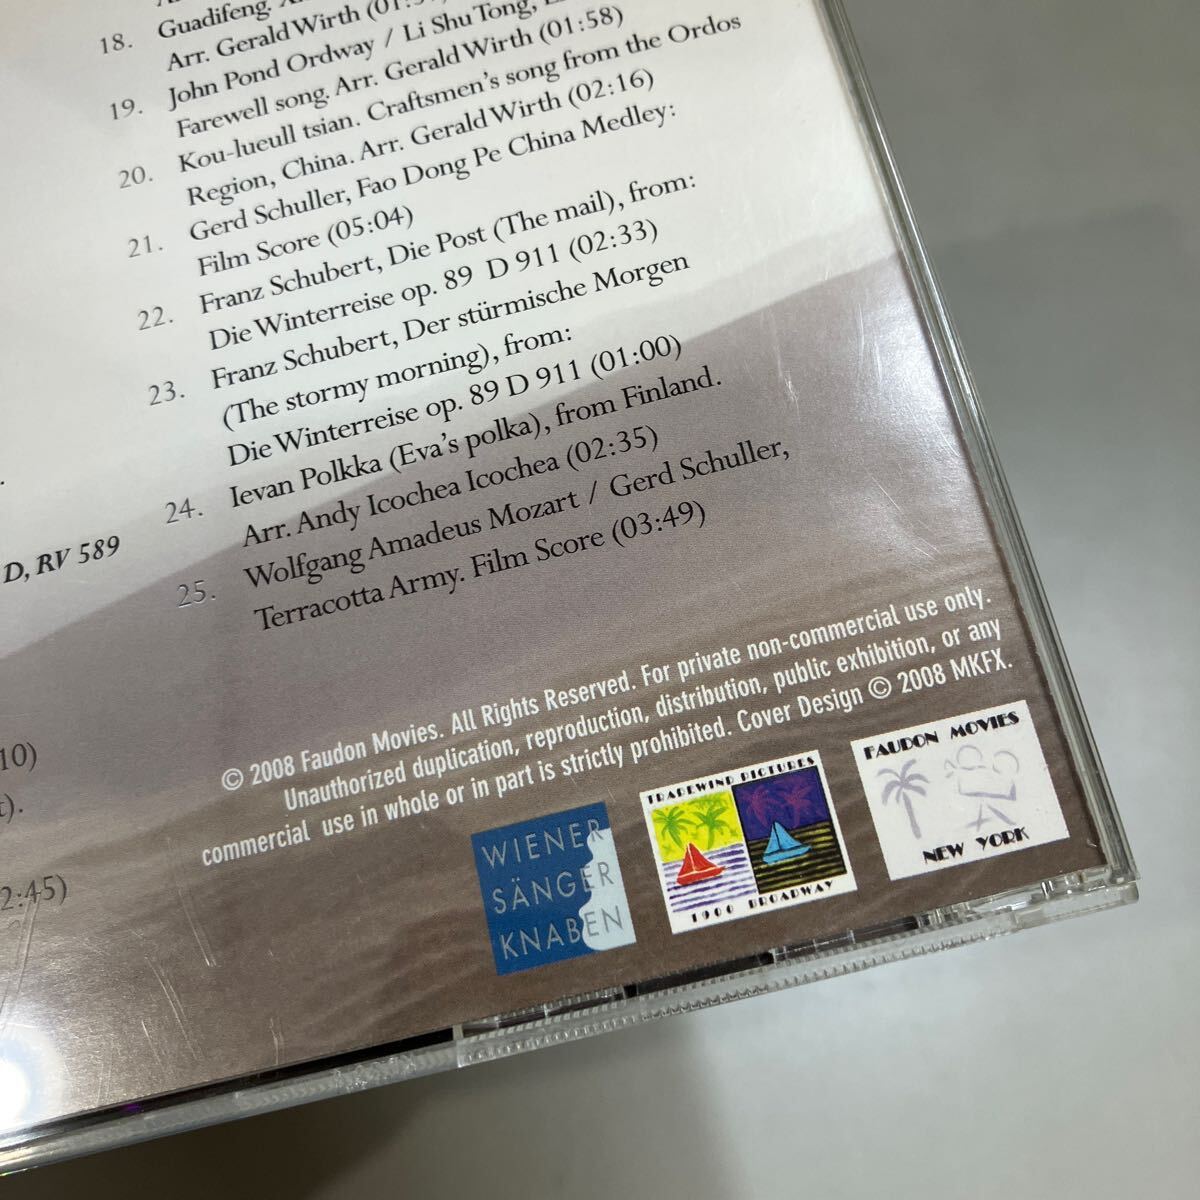 18. Guadifeng.
Arr. Gerald Wirth
19. John Pond Ordway / Li Shu Tong,
Farewell song. Arr. Gerald Wirth (01:58)
20. Kou-lueull tsian. Craftsmen's song from the Ordos
Region, China. Arr. Gerald Wirth (02:16)
21. Gerd Schuller, Fao Dong Pe China Medley:
Film Score (05:04)
22. Franz Schubert, Die Post (The mail), from:
Die Winterreise op. 89 D 911 (02:33)
23. Franz Schubert, Der stürmische Morgen
(The stormy morning), from:
Die Winterreise op. 89 D 911 (01:00)
24. Ievan Polkka (Eva's polka), from Finland.
Arr. Andy Icochea Icochea (02:35)
25. Wolfgang Amadeus Mozart / Gerd Schuller,
Terracotta Army. Film Score (03:49)
D, RV 589
10)
t).
2:45)
© 2008 Faudon Movies. All Rights Reserved. For private non-commercial use only.
Unauthorized duplication, reproduction, distribution, public exhibition, or any
commercial use in whole or in part is strictly prohibited. Cover Design © 2008 MKFX.
WIENER
SÄNGER
KNABEN
TRADEWIND PICTURES
1900 BROADWAY
FAUDON MOVIES
NEW YORK